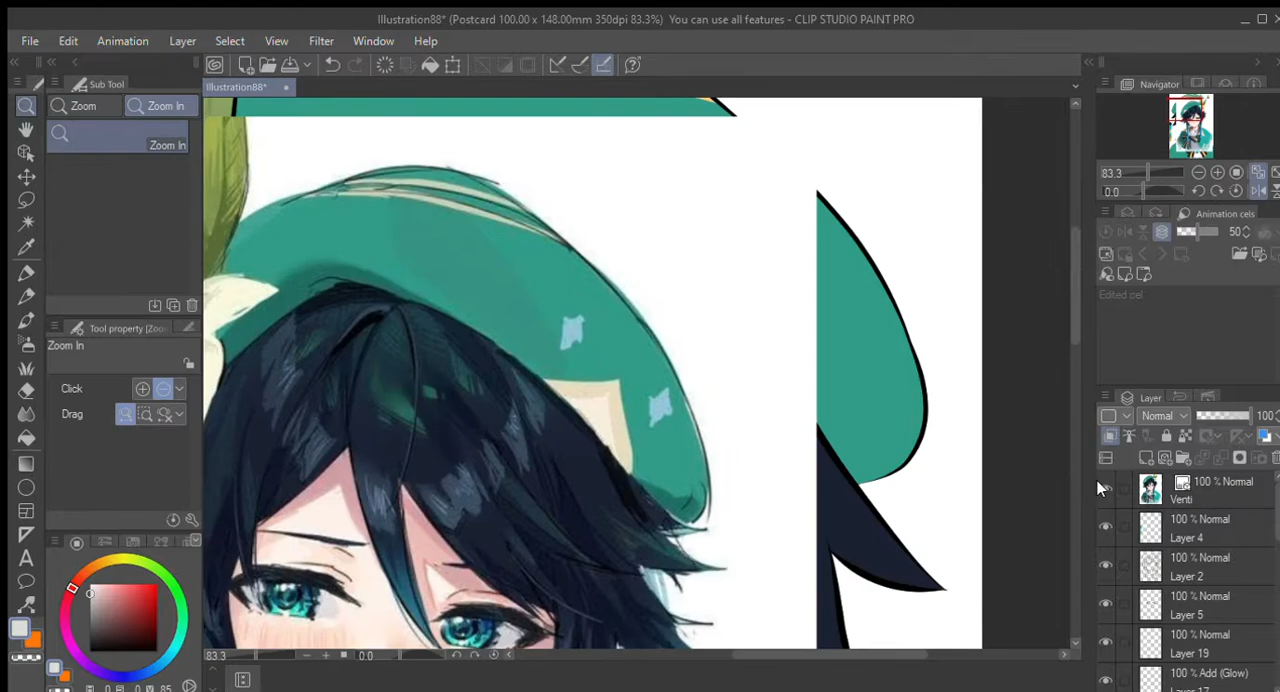 Illustration88* (Postcard 100.00 x 148.00mm 350dpi 83.3%)  You can use all features - CLIP STUDIO PAINT PRO
File Edit Animation Layer Select View Filter Window Help
Sub Tool
Illustration88*
Navigator
Zoom
Zoom In
Zoom In
83.3
0.0
Animation cels
50
Edited cel
Tool property [Zoo
Zoom In
Click
Drag
Layer
Normal
100
100 % Normal
Venti
100 % Normal
Layer 4
100 % Normal
Layer 2
100 % Normal
Layer 5
100 % Normal
Layer 19
100 % Add (Glow)
83.3
0.0